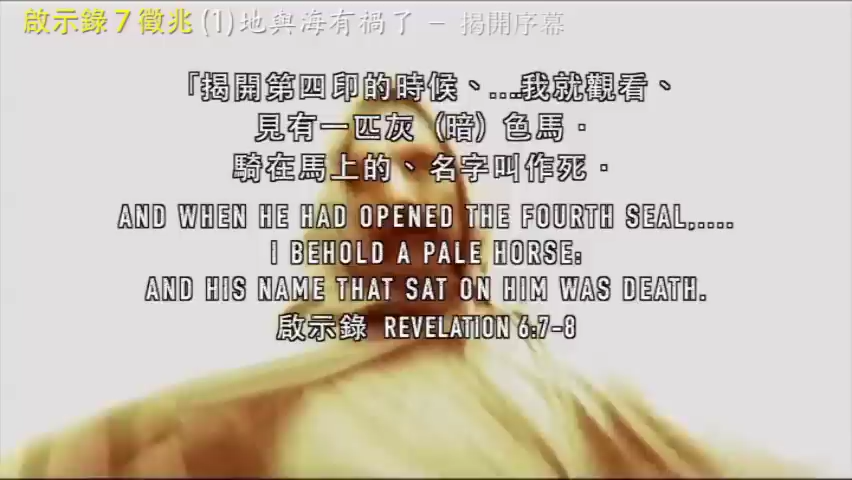 啟示錄 7 徵兆 (1)地與海有禍了 – 揭開序幕
「揭開第四印的時候、....我就觀看、
見有一匹灰（暗）色馬．
騎在馬上的、名字叫作死．
AND WHEN HE HAD OPENED THE FOURTH SEAL,....
I BEHOLD A PALE HORSE:
AND HIS NAME THAT SAT ON HIM WAS DEATH.
啟示錄 REVELATION 6:7-8